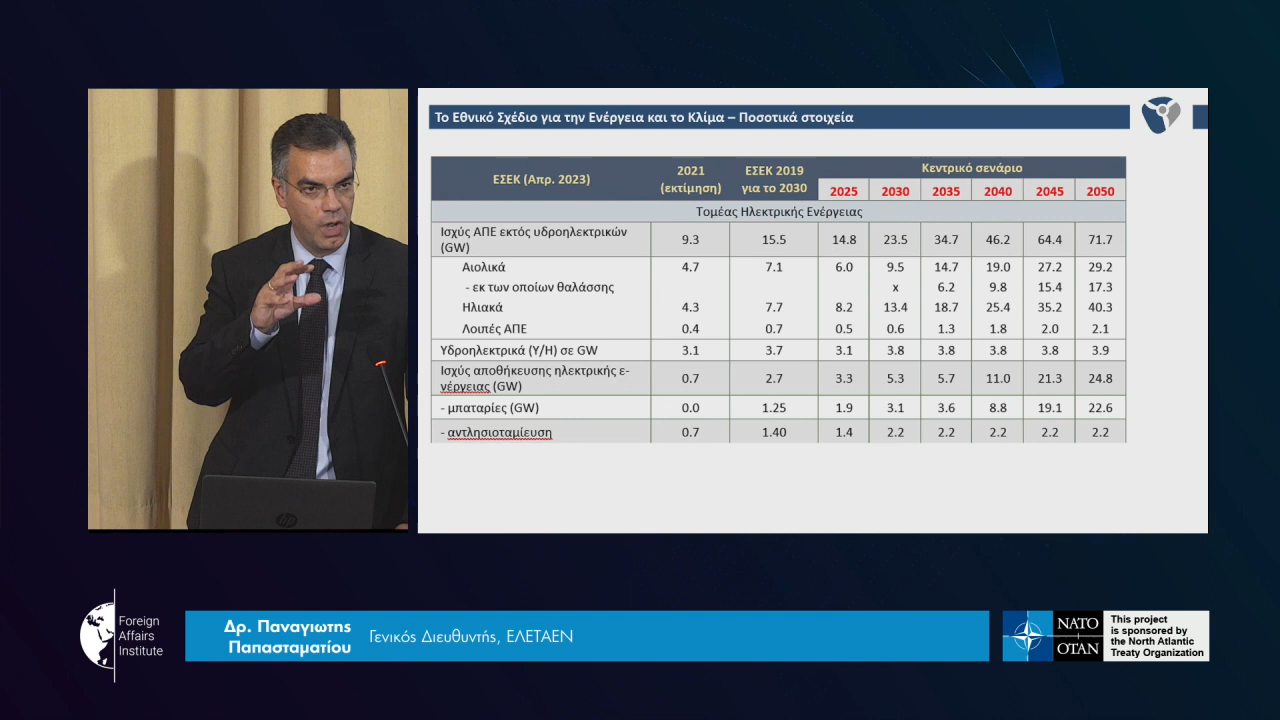 Το Εθνικό Σχέδιο για την Ενέργεια και το Κλίμα – Ποσοτικά στοιχεία
ΕΣΕΚ (Απρ. 2023) 2021 (εκτίμηση) ΕΣΕΚ 2019 για το 2030 Κεντρικό σενάριο
2025 2030 2035 2040 2045 2050
Τομέας Ηλεκτρικής Ενέργειας
Ισχύς ΑΠΕ εκτός υδροηλεκτρικών (GW) 9.3 15.5 14.8 23.5 34.7 46.2 64.4 71.7
Αιολικά 4.7 7.1 6.0 9.5 14.7 19.0 27.2 29.2
- εκ των οποίων θαλάσσης x 6.2 9.8 15.4 17.3
Ηλιακά 4.3 7.7 8.2 13.4 18.7 25.4 35.2 40.3
Λοιπές ΑΠΕ 0.4 0.7 0.5 0.6 1.3 1.8 2.0 2.1
Υδροηλεκτρικά (Υ/Η) σε GW 3.1 3.7 3.1 3.8 3.8 3.8 3.8 3.9
Ισχύς αποθήκευσης ηλεκτρικής ε-
νέργειας (GW) 0.7 2.7 3.3 5.3 5.7 11.0 21.3 24.8
- μπαταρίες (GW) 0.0 1.25 1.9 3.1 3.6 8.8 19.1 22.6
- αντλησιοταμίευση 0.7 1.40 1.4 2.2 2.2 2.2 2.2 2.2
hp
Foreign
Affairs
Institute
Δρ. Παναγιωτης
Παπασταματίου
Γενικός Διευθυντής, ΕΛΕΤΑΕΝ
NATO
OTAN
This project
is sponsored by
the North Atlantic
Treaty Organization